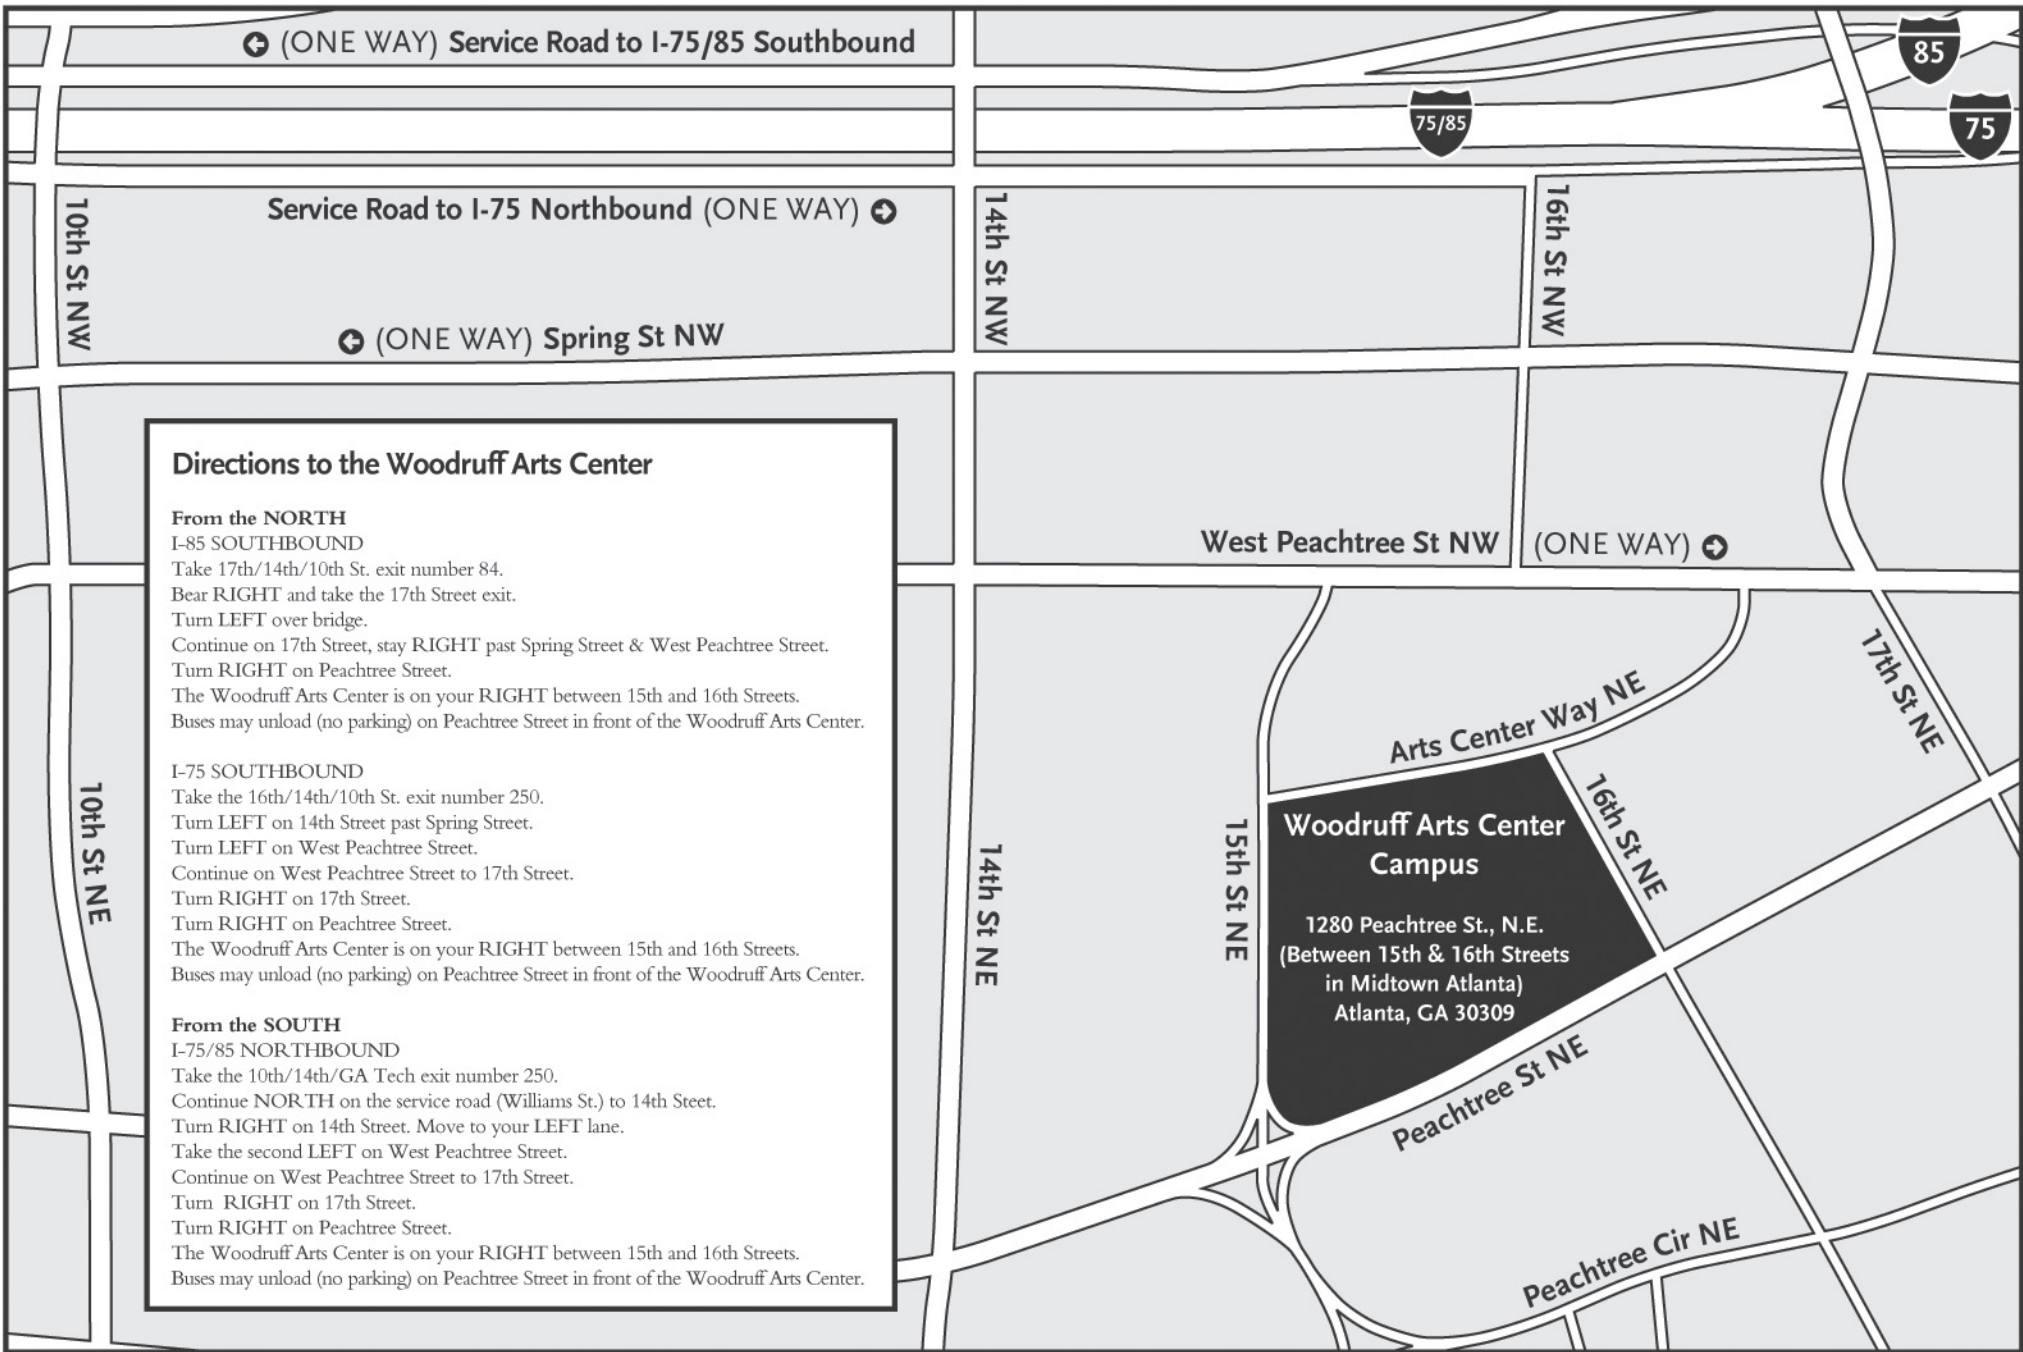 (ONE WAY) Service Road to I-75/85 Southbound
85
75/85
75
Service Road to I-75 Northbound (ONE WAY)
10th St NW
14th St NW
16th St NW
(ONE WAY) Spring St NW
Directions to the Woodruff Arts Center
From the NORTH
I-85 SOUTHBOUND
Take 17th/14th/10th St. exit number 84.
Bear RIGHT and take the 17th Street exit.
Turn LEFT over bridge.
Continue on 17th Street, stay RIGHT past Spring Street & West Peachtree Street.
Turn RIGHT on Peachtree Street.
The Woodruff Arts Center is on your RIGHT between 15th and 16th Streets.
Buses may unload (no parking) on Peachtree Street in front of the Woodruff Arts Center.
I-75 SOUTHBOUND
Take the 16th/14th/10th St. exit number 250.
Turn LEFT on 14th Street past Spring Street.
Turn LEFT on West Peachtree Street.
Continue on West Peachtree Street to 17th Street.
Turn RIGHT on 17th Street.
Turn RIGHT on Peachtree Street.
The Woodruff Arts Center is on your RIGHT between 15th and 16th Streets.
Buses may unload (no parking) on Peachtree Street in front of the Woodruff Arts Center.
From the SOUTH
I-75/85 NORTHBOUND
Take the 10th/14th/GA Tech exit number 250.
Continue NORTH on the service road (Williams St.) to 14th Steet.
Turn RIGHT on 14th Street. Move to your LEFT lane.
Take the second LEFT on West Peachtree Street.
Continue on West Peachtree Street to 17th Street.
Turn RIGHT on 17th Street.
Turn RIGHT on Peachtree Street.
The Woodruff Arts Center is on your RIGHT between 15th and 16th Streets.
Buses may unload (no parking) on Peachtree Street in front of the Woodruff Arts Center.
West Peachtree St NW (ONE WAY)
17th St NE
Arts Center Way NE
10th St NE
14th St NE
15th St NE
16th St NE
Woodruff Arts Center
Campus
1280 Peachtree St., N.E.
(Between 15th & 16th Streets
in Midtown Atlanta)
Atlanta, GA 30309
Peachtree St NE
Peachtree Cir NE